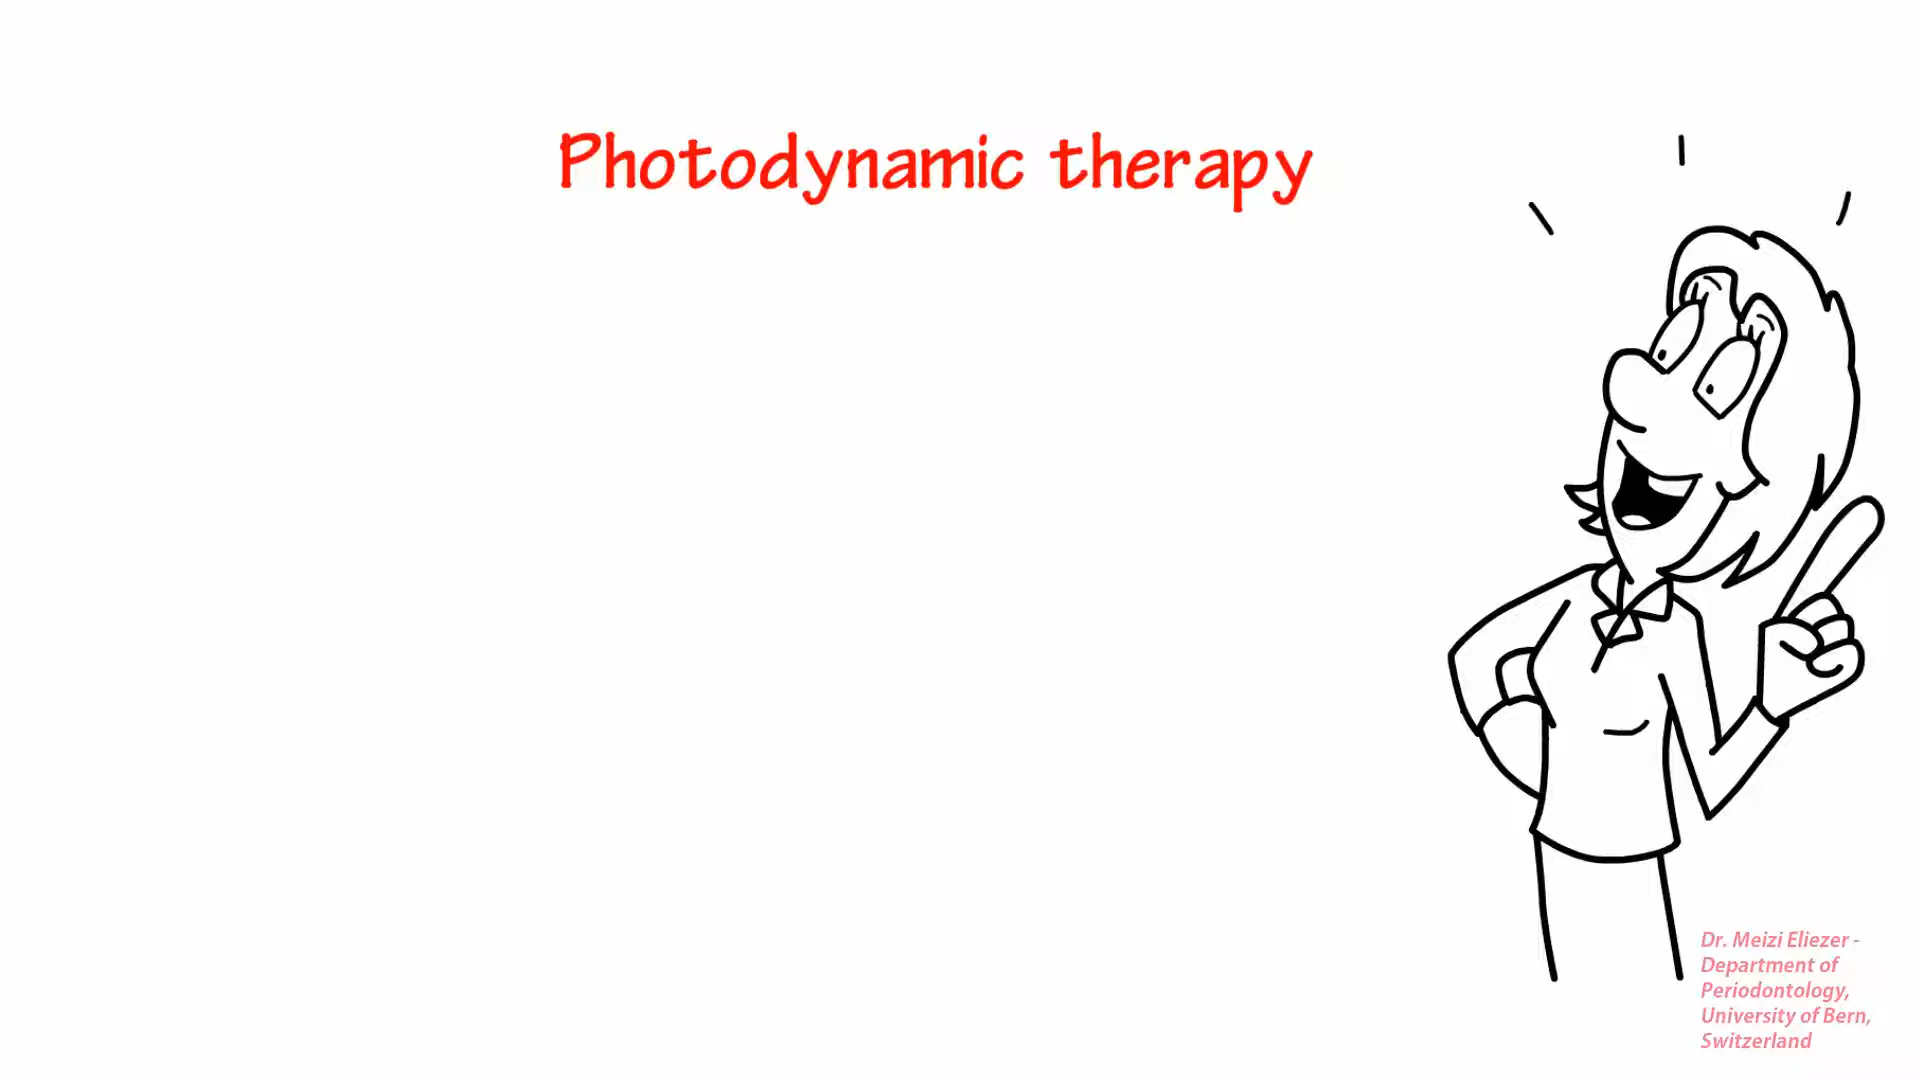 Photodynamic therapy
Dr. Meizi Eliezer -
Department of
Periodontology,
University of Bern,
Switzerland